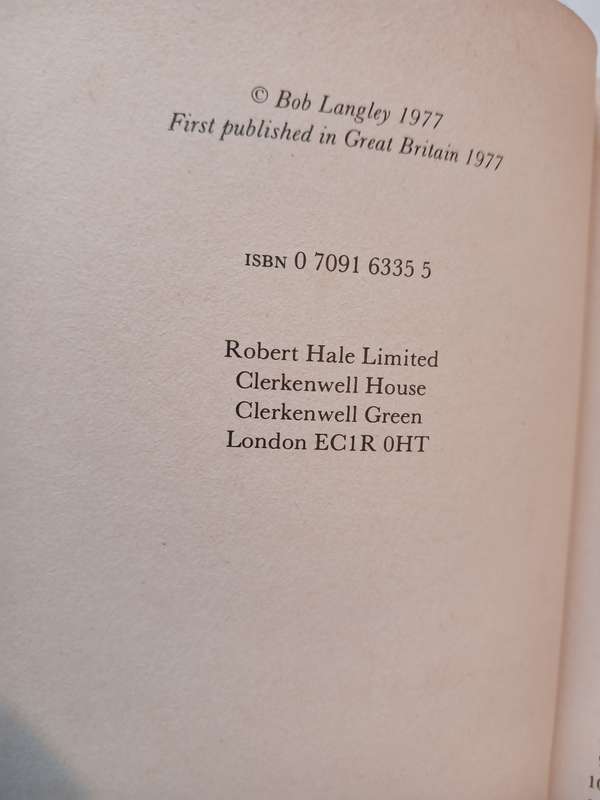 © Bob Langley 1977
First published in Great Britain 1977
ISBN 0 7091 6335 5
Robert Hale Limited
Clerkenwell House
Clerkenwell Green
London EC1R 0HT